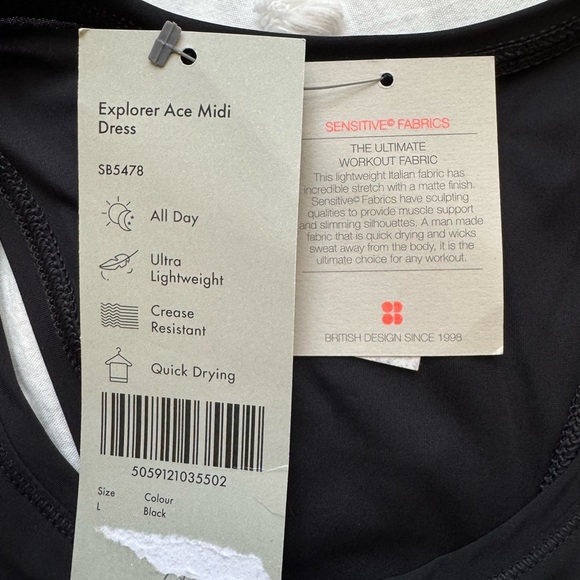 Explorer Ace Midi
Dress
SB5478
All Day
Ultra
Lightweight
Crease
Resistant
Quick Drying
5059121035502
Size
L
Colour
Black
SENSITIVE© FABRICS
THE ULTIMATE
WORKOUT FABRIC
This lightweight Italian fabric has
incredible stretch with a matte finish.
Sensitive© Fabrics have sculpting
qualities to provide muscle support
and slimming silhouettes. A man made
fabric that is quick drying and wicks
sweat away from the body, it is the
ultimate choice for any workout.
BRITISH DESIGN SINCE 1998